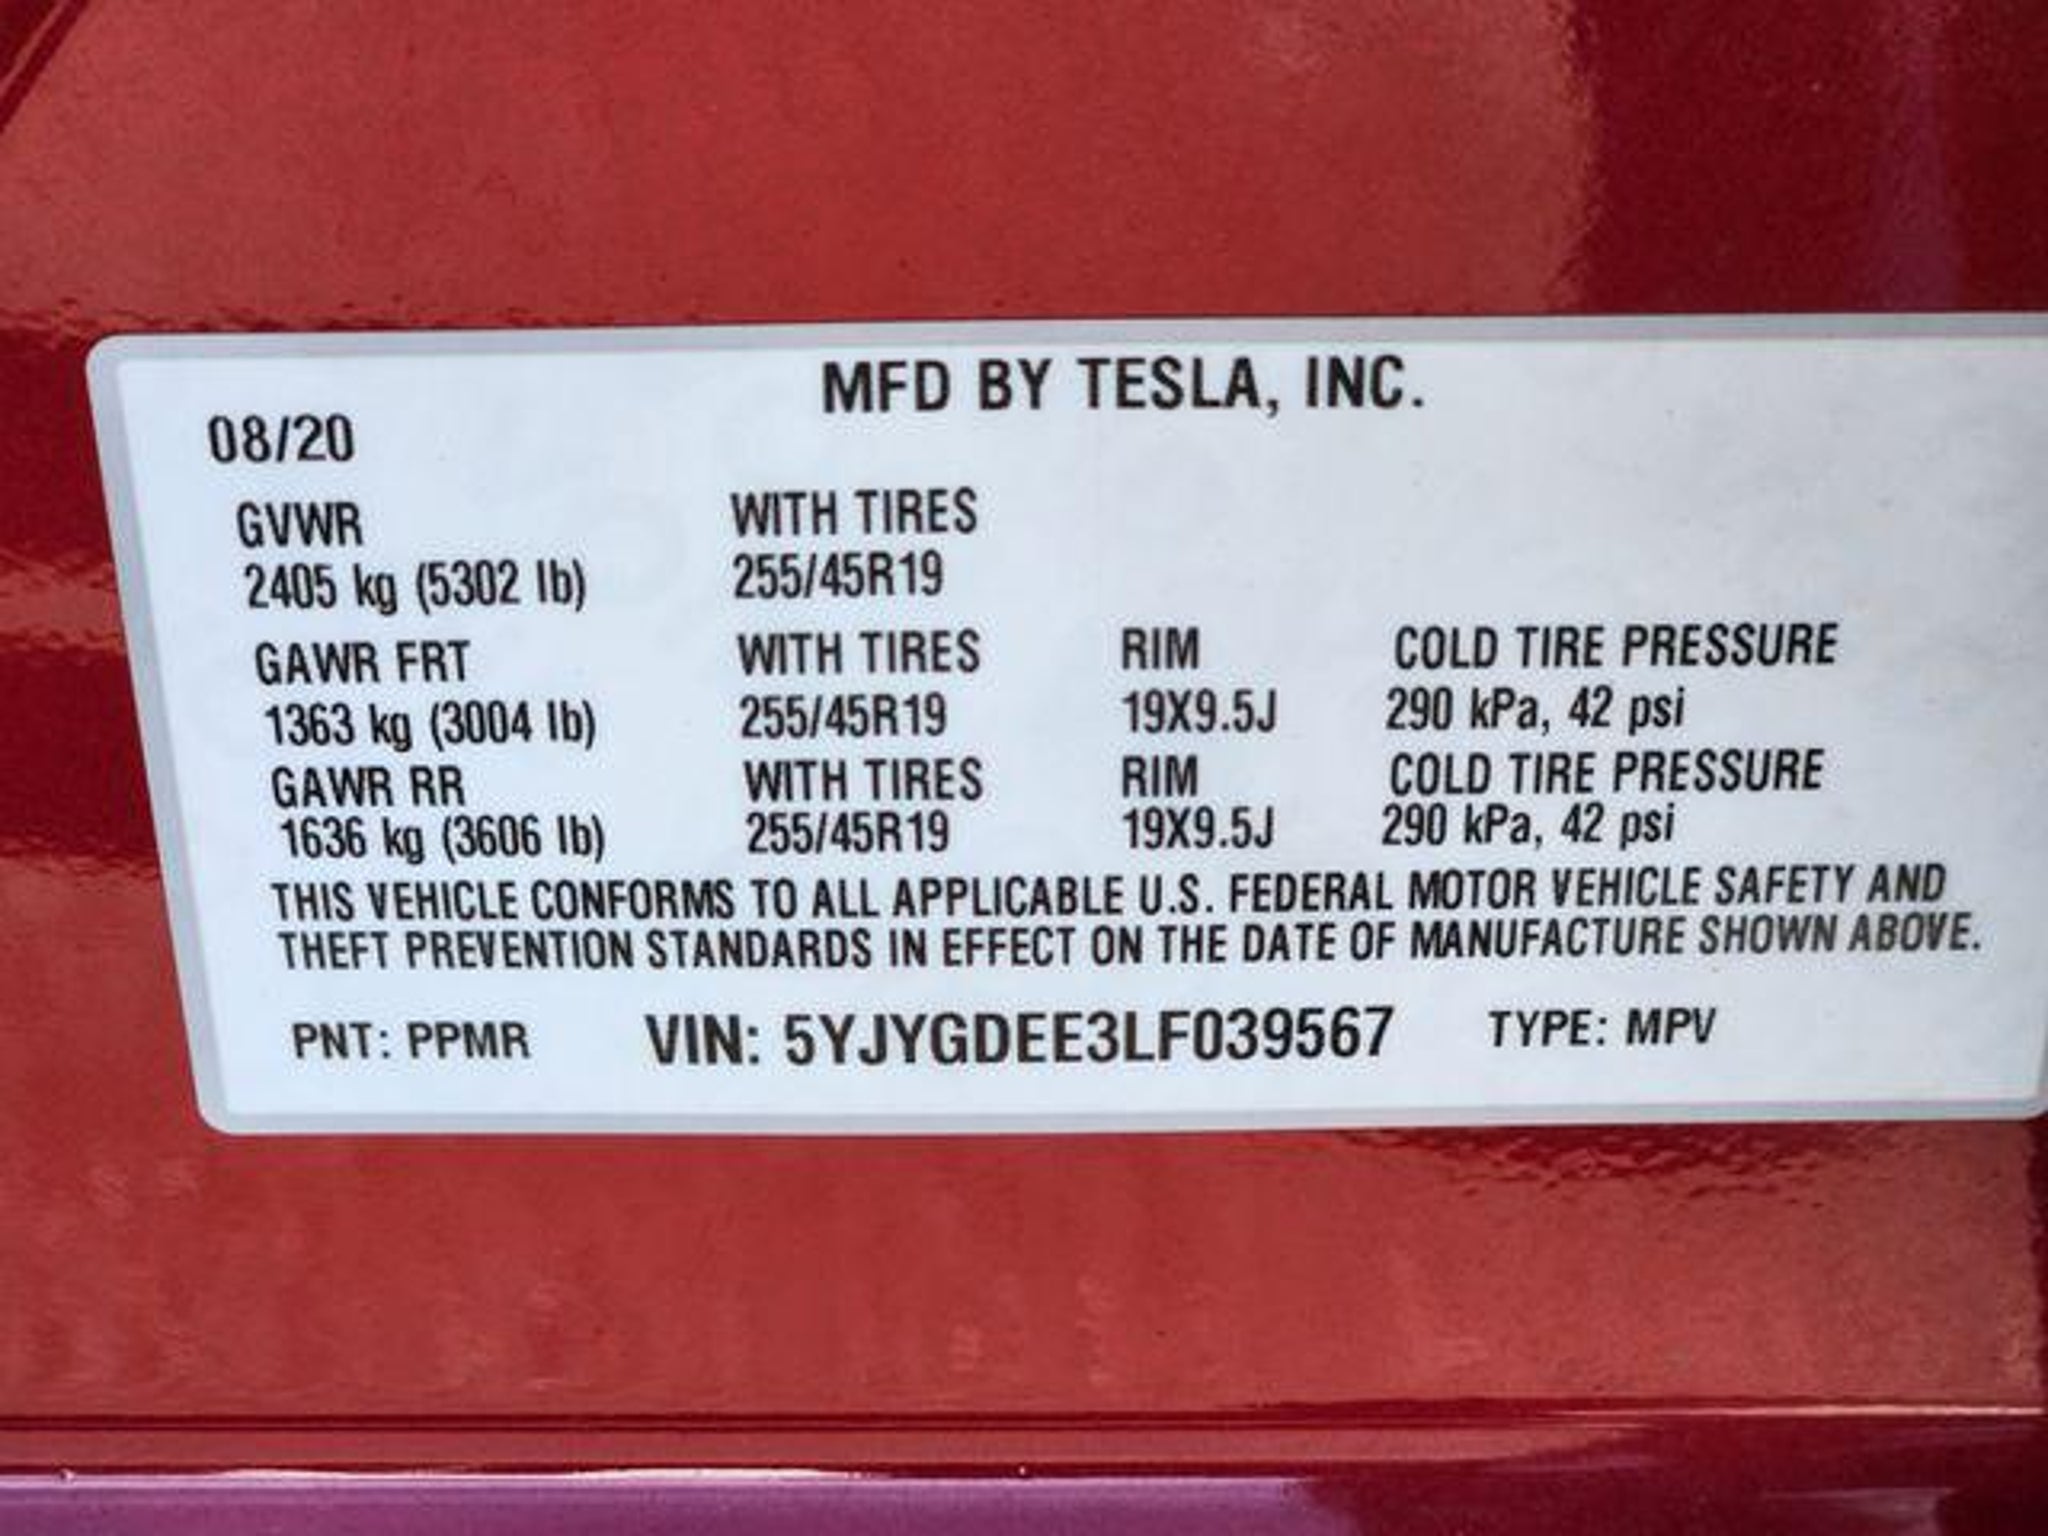 MFD BY TESLA, INC.
08/20
GVWR WITH TIRES
2405 kg (5302 lb) 255/45R19
GAWR FRT WITH TIRES RIM COLD TIRE PRESSURE
1363 kg (3004 lb) 255/45R19 19X9.5J 290 kPa, 42 psi
GAWR RR WITH TIRES RIM COLD TIRE PRESSURE
1636 kg (3606 lb) 255/45R19 19X9.5J 290 kPa, 42 psi
THIS VEHICLE CONFORMS TO ALL APPLICABLE U.S. FEDERAL MOTOR VEHICLE SAFETY AND
THEFT PREVENTION STANDARDS IN EFFECT ON THE DATE OF MANUFACTURE SHOWN ABOVE.
PNT: PPMR VIN: 5YJYGDEE3LF039567 TYPE: MPV